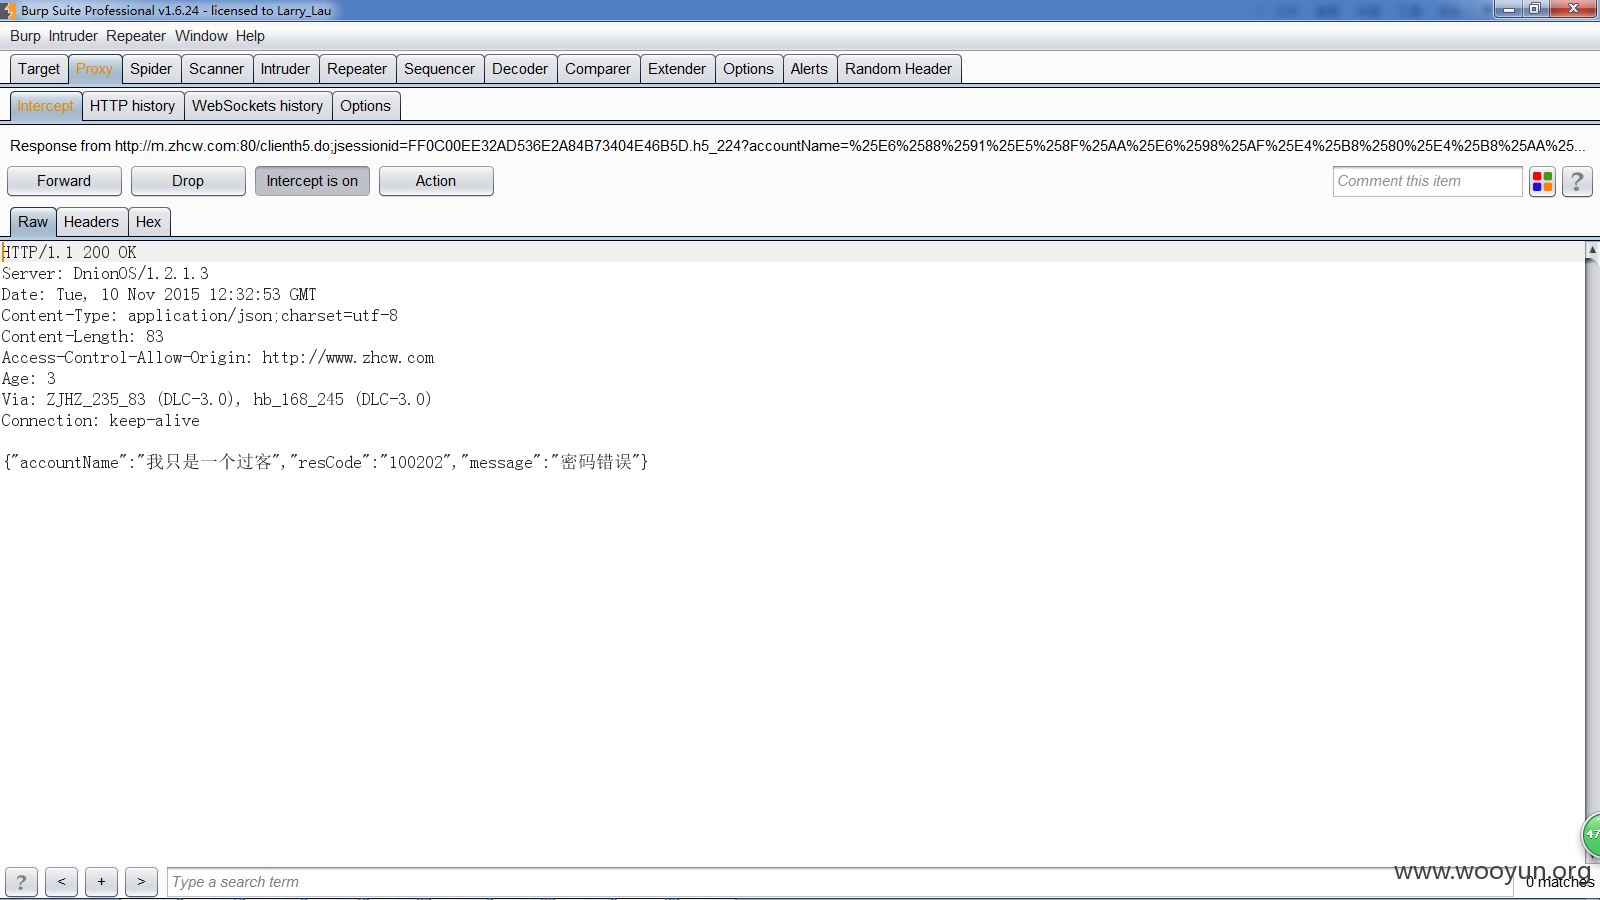 Burp Suite Professional v1.6.24 - licensed to Larry_Lau
Burp Intruder Repeater Window Help
Target Proxy Spider Scanner Intruder Repeater Sequencer Decoder Comparer Extender Options Alerts Random Header
Intercept HTTP history WebSockets history Options
Response from http://m.zhcw.com:80/clienth5.do;jsessionid=FF0C00EE32AD536E2A84B73404E46B5D.h5_224?accountName=%25E6%2588%2591%25E5%258F%25AA%25E6%2598%25AF%25E4%25B8%2580%25E4%25B8%25AA%25...
Forward Drop Intercept is on Action Comment this item ?
Raw Headers Hex
HTTP/1.1 200 OK
Server: DnionOS/1.2.1.3
Date: Tue, 10 Nov 2015 12:32:53 GMT
Content-Type: application/json;charset=utf-8
Content-Length: 83
Access-Control-Allow-Origin: http://www.zhcw.com
Age: 3
Via: ZJHZ_235_83 (DLC-3.0), hb_168_245 (DLC-3.0)
Connection: keep-alive
{"accountName":"我只是一个过客","resCode":"100202","message":"密码错误"}
47
www.wooyun.org
? < + > Type a search term 0 matches